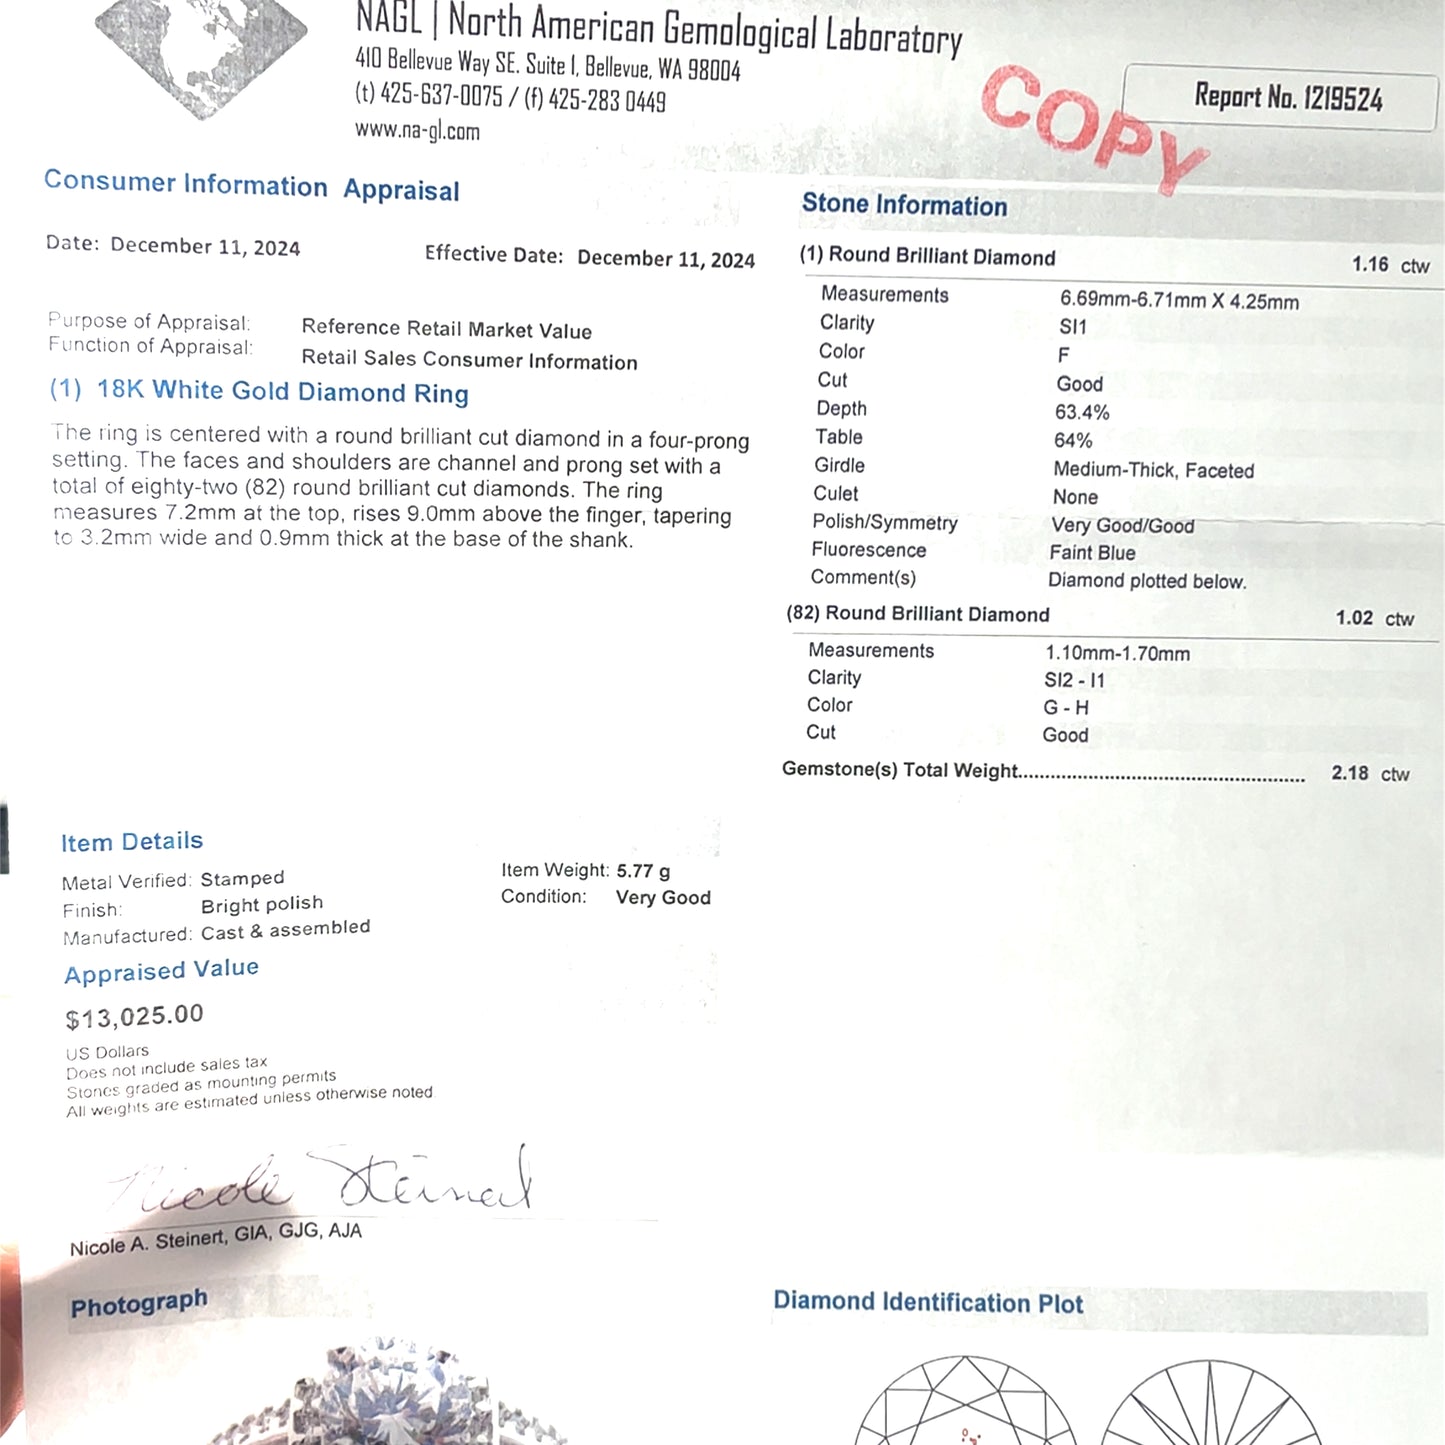 NAGL | North American Gemological Laboratory
410 Bellevue Way SE. Suite I, Bellevue, WA 98004
(t) 425-637-0075 / (f) 425-283 0449
www.na-gl.com
COPY
Report No. 1219524
Consumer Information Appraisal
Date: December 11, 2024 Effective Date: December 11, 2024
Purpose of Appraisal: Reference Retail Market Value
Function of Appraisal: Retail Sales Consumer Information
(1) 18K White Gold Diamond Ring
The ring is centered with a round brilliant cut diamond in a four-prong
setting. The faces and shoulders are channel and prong set with a
total of eighty-two (82) round brilliant cut diamonds. The ring
measures 7.2mm at the top, rises 9.0mm above the finger, tapering
to 3.2mm wide and 0.9mm thick at the base of the shank.
Stone Information
(1) Round Brilliant Diamond 1.16 ctw
Measurements 6.69mm-6.71mm X 4.25mm
Clarity SI1
Color F
Cut Good
Depth 63.4%
Table 64%
Girdle Medium-Thick, Faceted
Culet None
Polish/Symmetry Very Good/Good
Fluorescence Faint Blue
Comment(s) Diamond plotted below.
(82) Round Brilliant Diamond 1.02 ctw
Measurements 1.10mm-1.70mm
Clarity SI2 - I1
Color G - H
Cut Good
Gemstone(s) Total Weight........................................................ 2.18 ctw
Item Details
Metal Verified: Stamped Item Weight: 5.77 g
Finish: Bright polish Condition: Very Good
Manufactured: Cast & assembled
Appraised Value
$13,025.00
US Dollars
Does not include sales tax
Stones graded as mounting permits
All weights are estimated unless otherwise noted
Nicole Steinert
Nicole A. Steinert, GIA, GJG, AJA
Photograph
Diamond Identification Plot